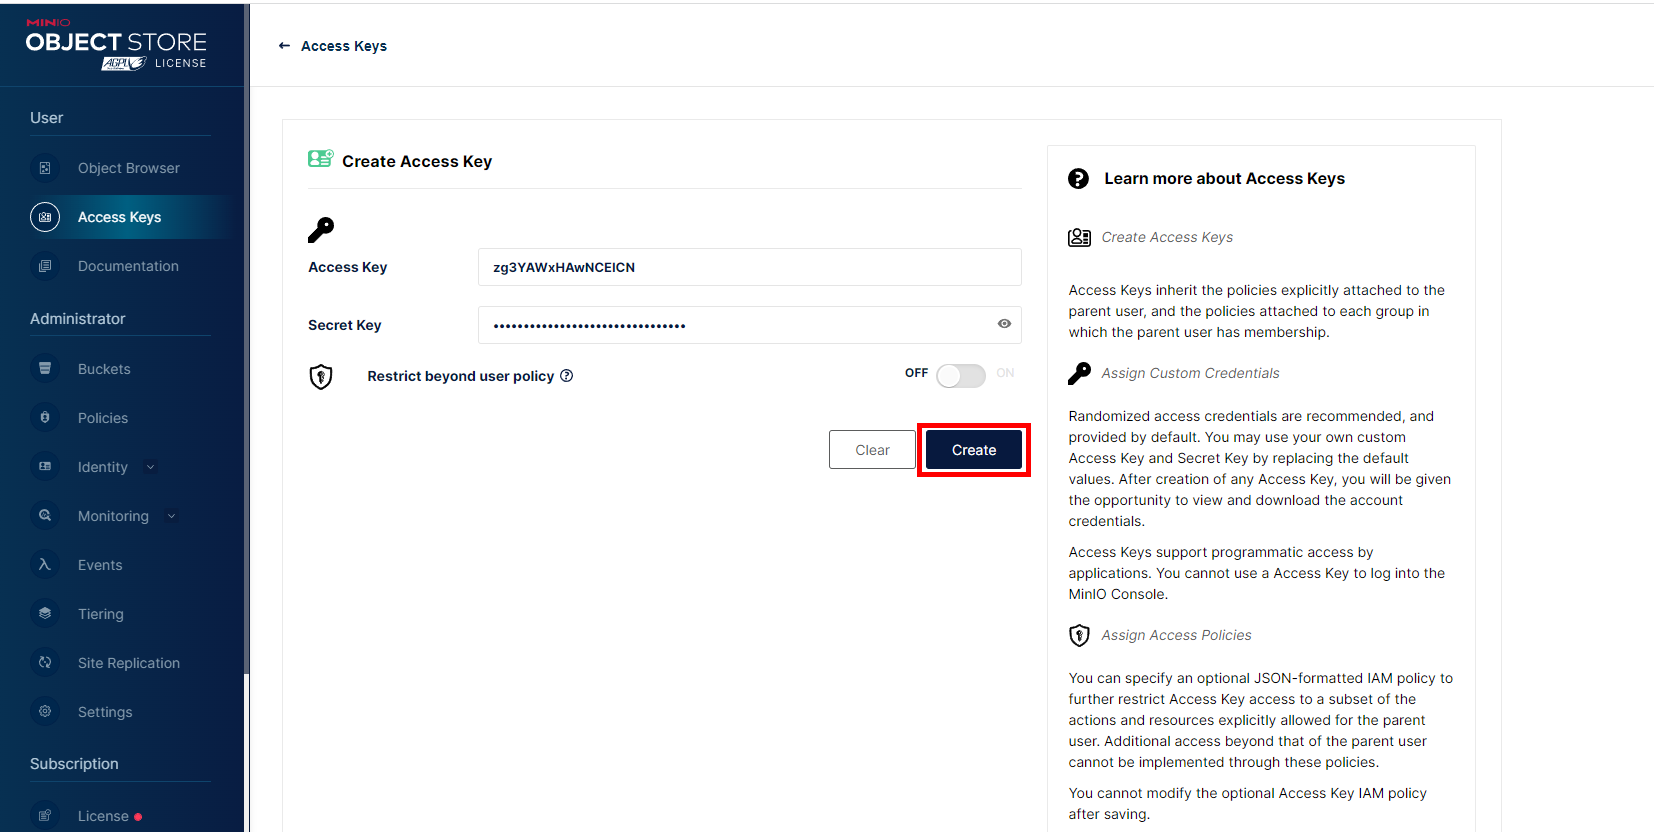 MINIO
OBJECT STORE
AGPLv3 LICENSE
User
Object Browser
Access Keys
Documentation
Administrator
Buckets
Policies
Identity
Monitoring
Events
Tiering
Site Replication
Settings
Subscription
License
← Access Keys
Create Access Key
Access Key
zg3YAWxHAwNCEICN
Secret Key
••••••••••••••••••••••••••••••••
Restrict beyond user policy
OFF
ON
Clear
Create
Learn more about Access Keys
Create Access Keys
Access Keys inherit the policies explicitly attached to the
parent user, and the policies attached to each group in
which the parent user has membership.
Assign Custom Credentials
Randomized access credentials are recommended, and
provided by default. You may use your own custom
Access Key and Secret Key by replacing the default
values. After creation of any Access Key, you will be given
the opportunity to view and download the account
credentials.
Access Keys support programmatic access by
applications. You cannot use a Access Key to log into the
MinIO Console.
Assign Access Policies
You can specify an optional JSON-formatted IAM policy to
further restrict Access Key access to a subset of the
actions and resources explicitly allowed for the parent
user. Additional access beyond that of the parent user
cannot be implemented through these policies.
You cannot modify the optional Access Key IAM policy
after saving.